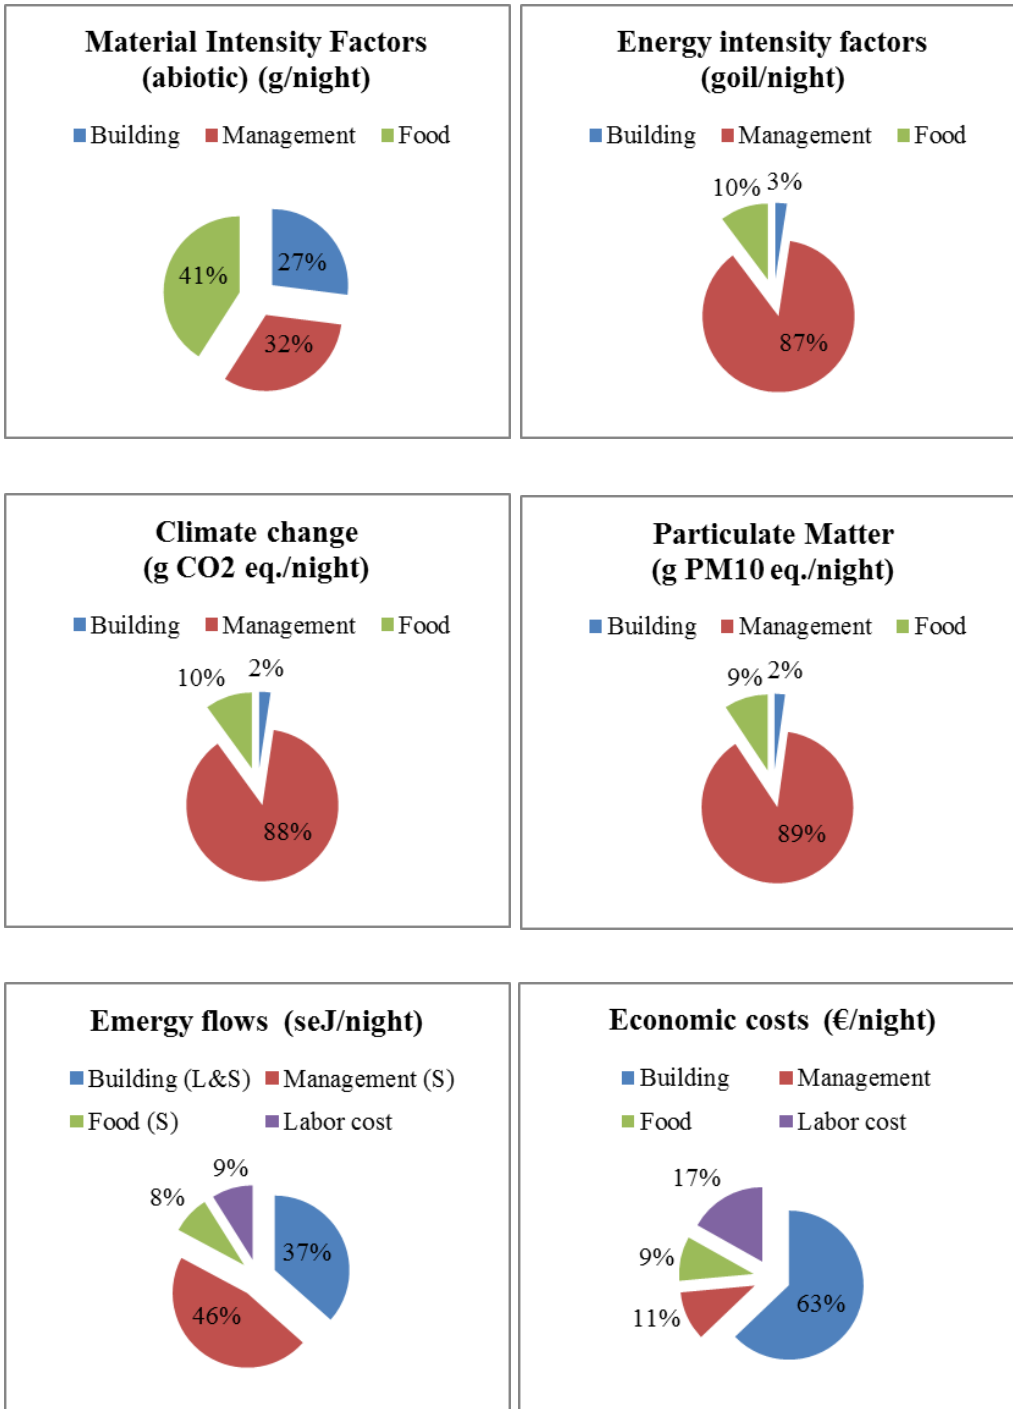 Material Intensity Factors
(abiotic) (g/night)
Building Management Food
27%
41%
32%
Energy intensity factors
(goil/night)
Building Management Food
10% 3%
87%
Climate change
(g CO2 eq./night)
Building Management Food
2%
10%
88%
Particulate Matter
(g PM10 eq./night)
Building Management Food
9% 2%
89%
Emergy flows (seJ/night)
Building (L&S) Management (S)
Food (S) Labor cost
9%
8%
37%
46%
Economic costs (€/night)
Building Management
Food Labor cost
17%
9%
63%
11%